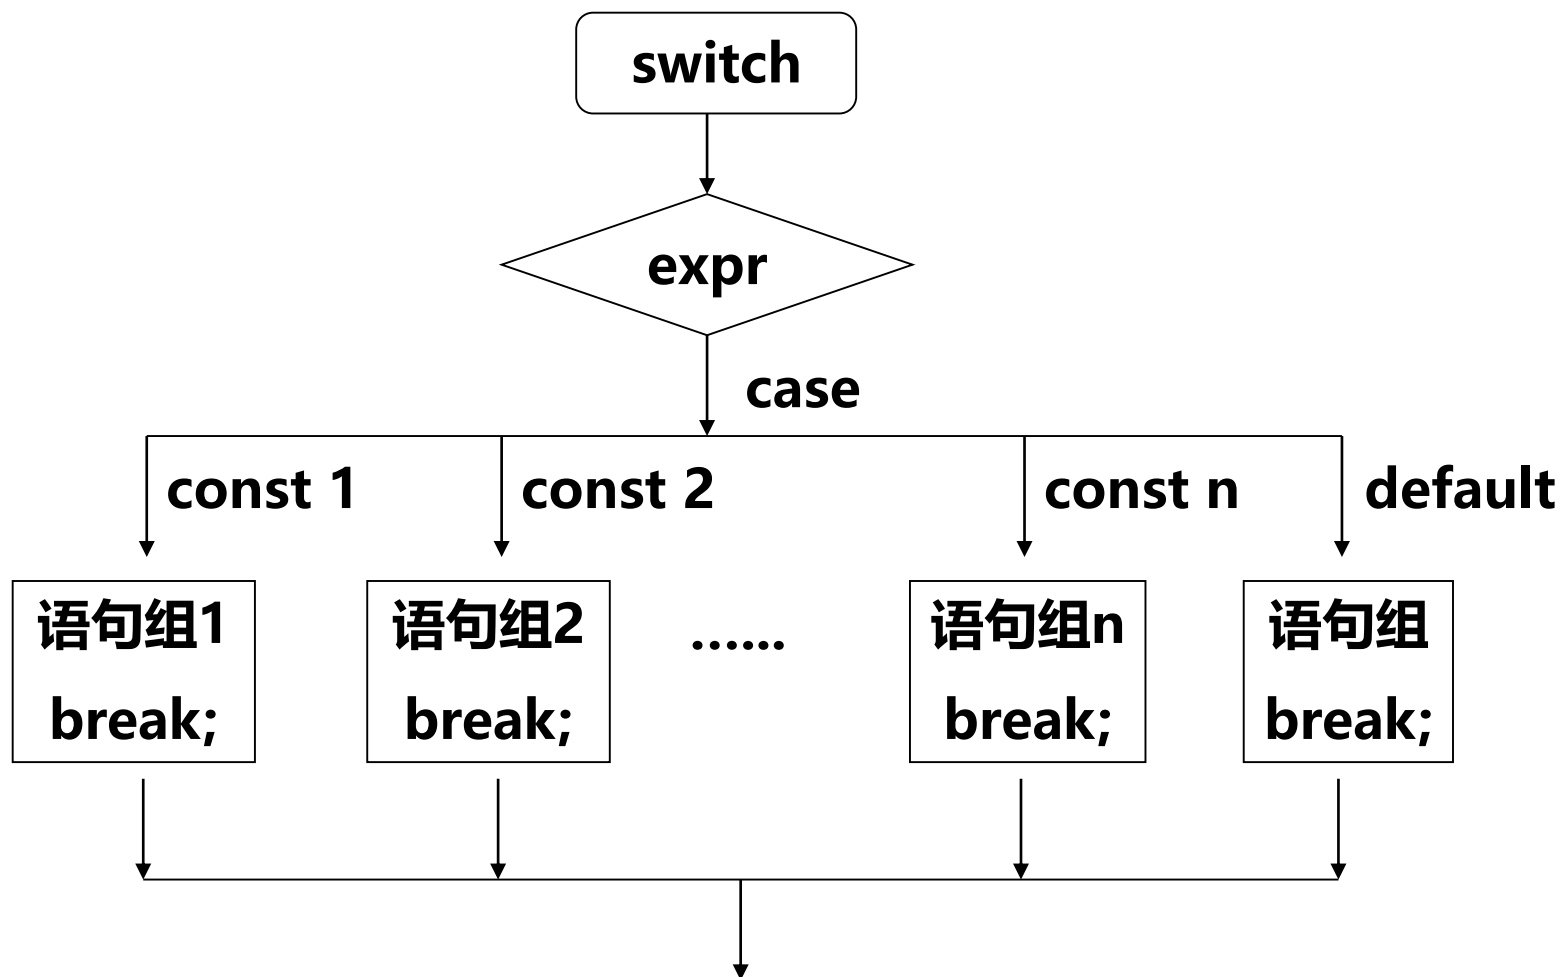 switch
expr
case
const 1
const 2
const n
default
语句组1
break;
语句组2
break;
......
语句组n
break;
语句组
break;